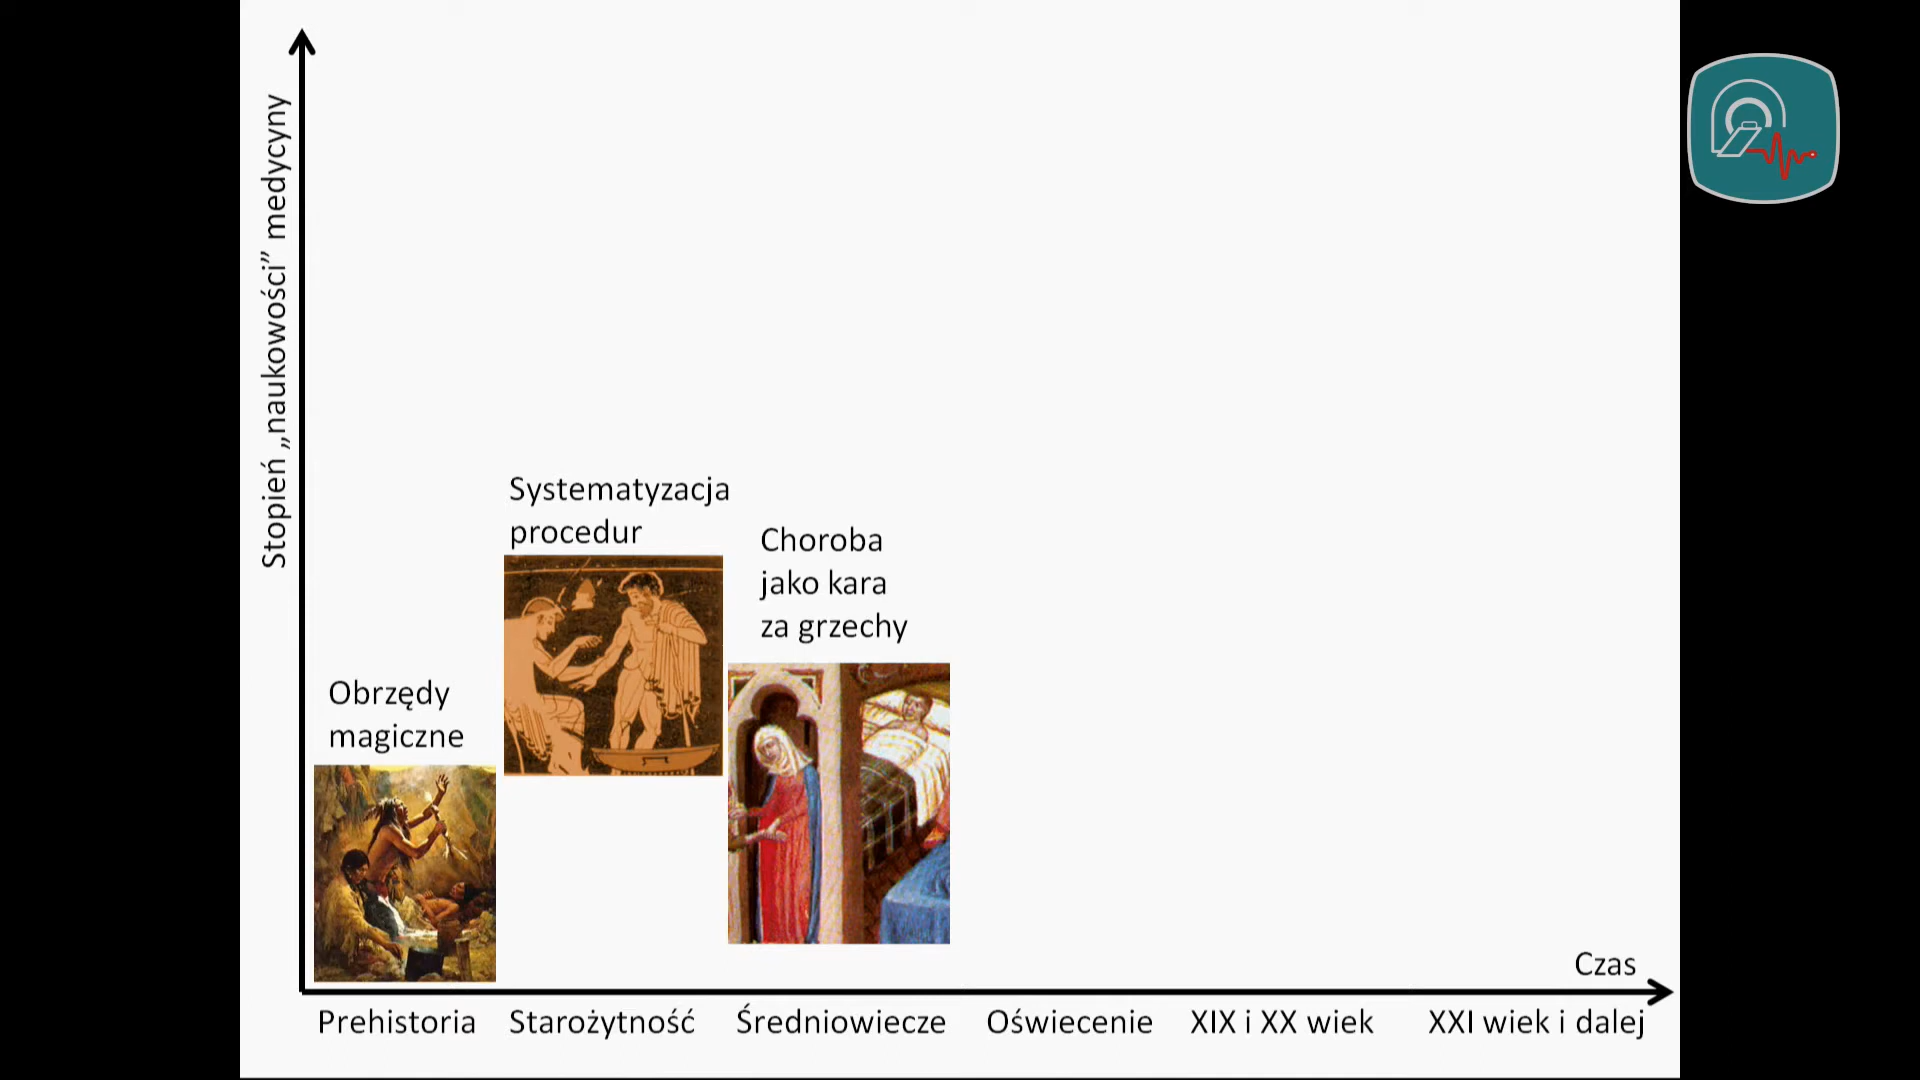 Stopień „naukowości” medycyny
Systematyzacja
procedur
Choroba
jako kara
za grzechy
Obrzędy
magiczne
Czas
Prehistoria
Starożytność
Średniowiecze
Oświecenie
XIX i XX wiek
XXI wiek i dalej